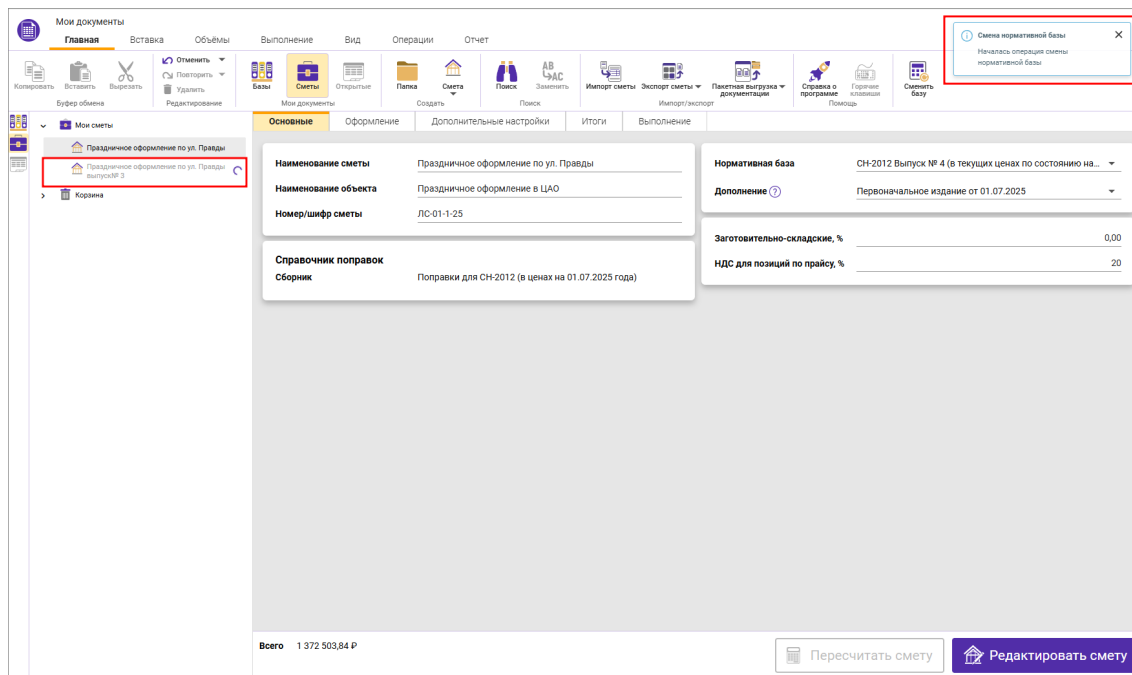 Мои документы
Главная Вставка Объёмы Выполнение Вид Операции Отчет
Копировать Вставить Вырезать
Отменить
Повторить
Удалить
Буфер обмена Редактирование
Базы Сметы Открытые
Мои документы
Папка Смета
Создать
Поиск Заменить
AB
AC
Поиск
Импорт сметы Экспорт сметы Пакетная выгрузка документации
Импорт/экспорт
Справка о программе Горячие клавиши
Помощь
Сменить базу
Смена нормативной базы
Началась операция смены
нормативной базы
Мои сметы
Праздничное оформление по ул. Правды
Праздничное оформление по ул. Правды
выпуск№ 3
Корзина
Основные Оформление Дополнительные настройки Итоги Выполнение
Наименование сметы Праздничное оформление по ул. Правды
Наименование объекта Праздничное оформление в ЦАО
Номер/шифр сметы ЛС-01-1-25
Справочник поправок
Сборник Поправки для СН-2012 (в ценах на 01.07.2025 года)
Нормативная база СН-2012 Выпуск № 4 (в текущих ценах по состоянию на...
Дополнение ? Первоначальное издание от 01.07.2025
Заготовительно-складские, % 0,00
НДС для позиций по прайсу, % 20
Всего 1 372 503,84 ₽
Пересчитать смету Редактировать смету